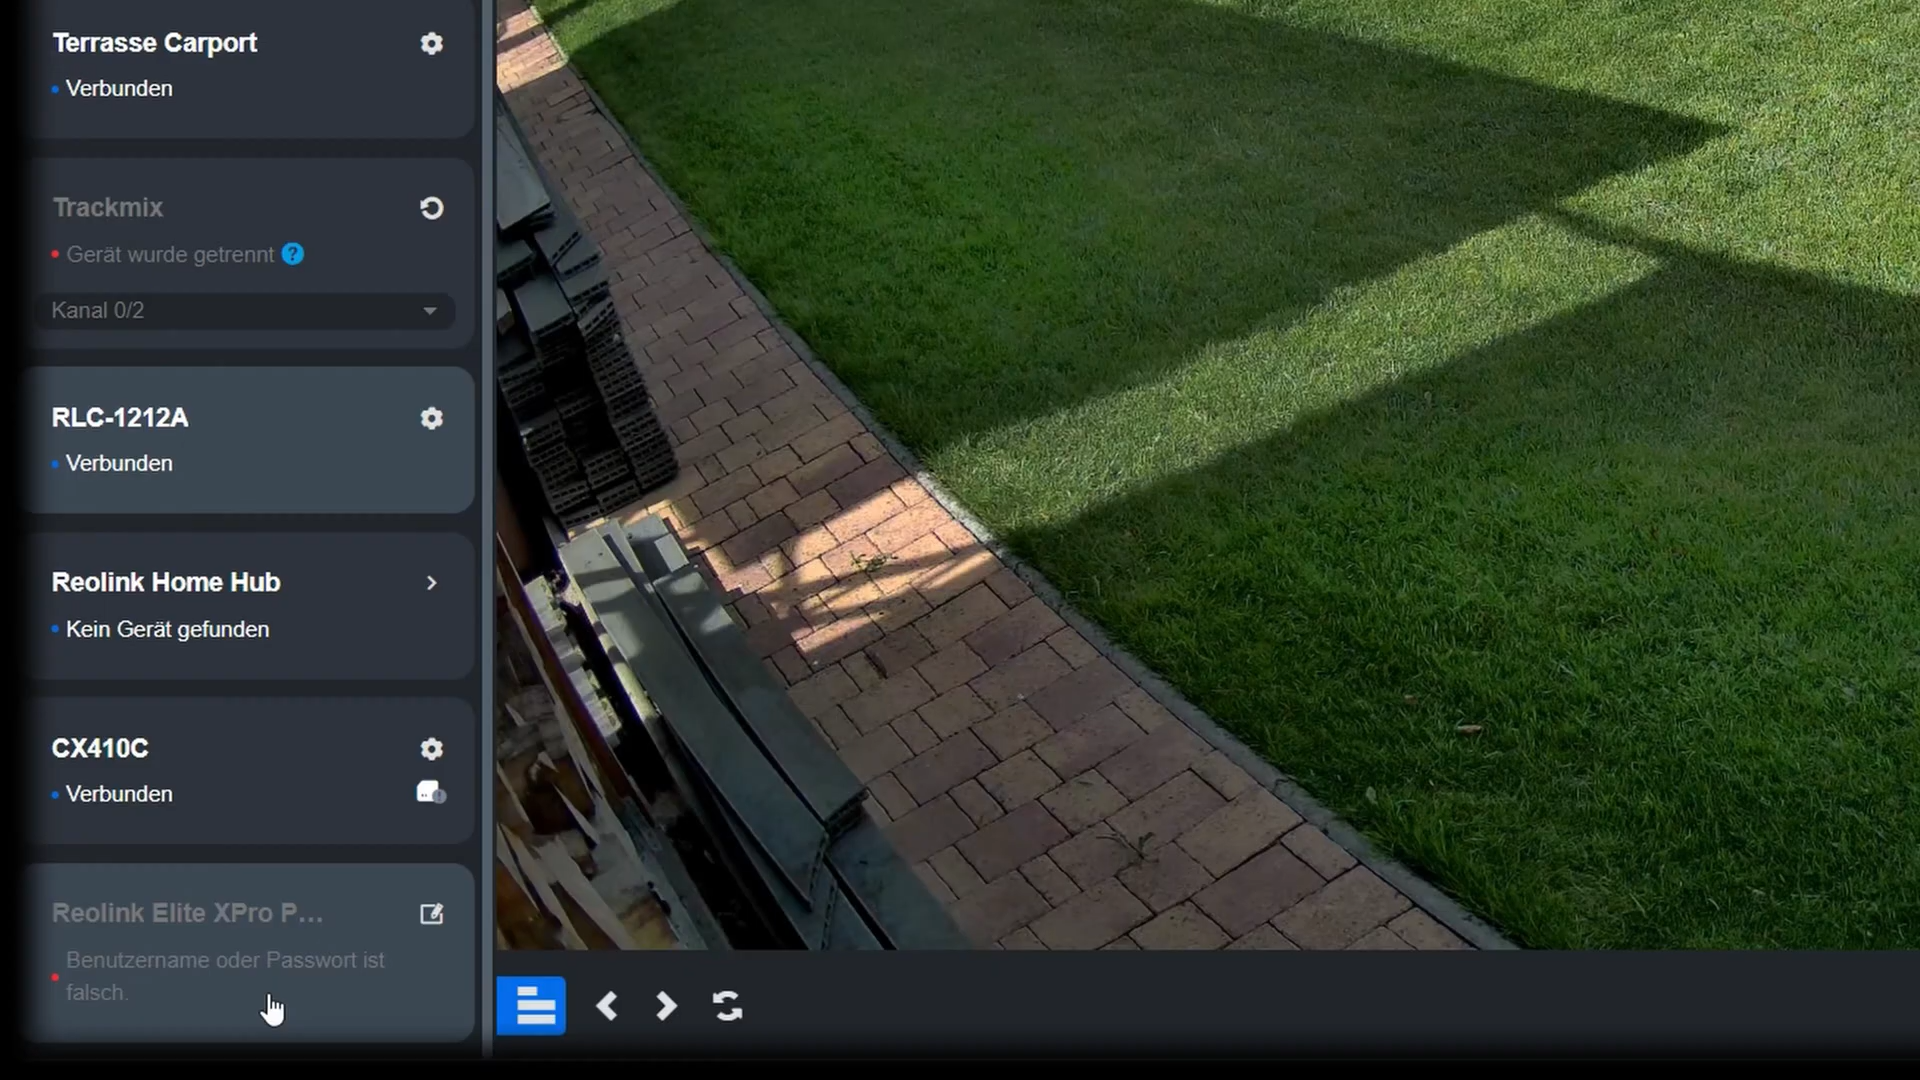 Terrasse Carport
Verbunden
Trackmix
Gerät wurde getrennt ?
Kanal 0/2
RLC-1212A
Verbunden
Reolink Home Hub
Kein Gerät gefunden
CX410C
Verbunden
Reolink Elite XPro P...
Benutzername oder Passwort ist
falsch.